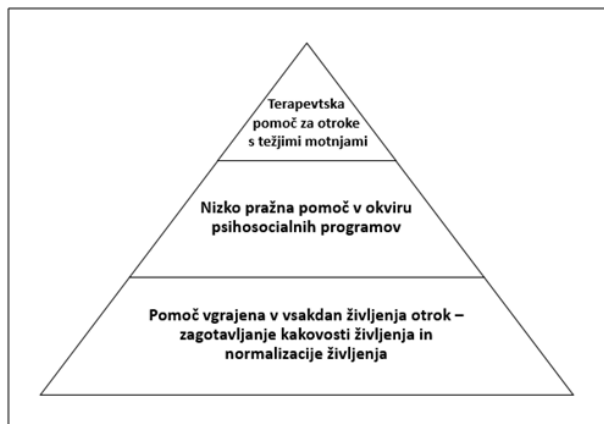 Terapevtska
pomoč za otroke
s težjimi motnjami
Nizko pražna pomoč v okviru
psihosocialnih programov
Pomoč vgrajena v vsakdan življenja otrok –
zagotavljanje kakovosti življenja in
normalizacije življenja